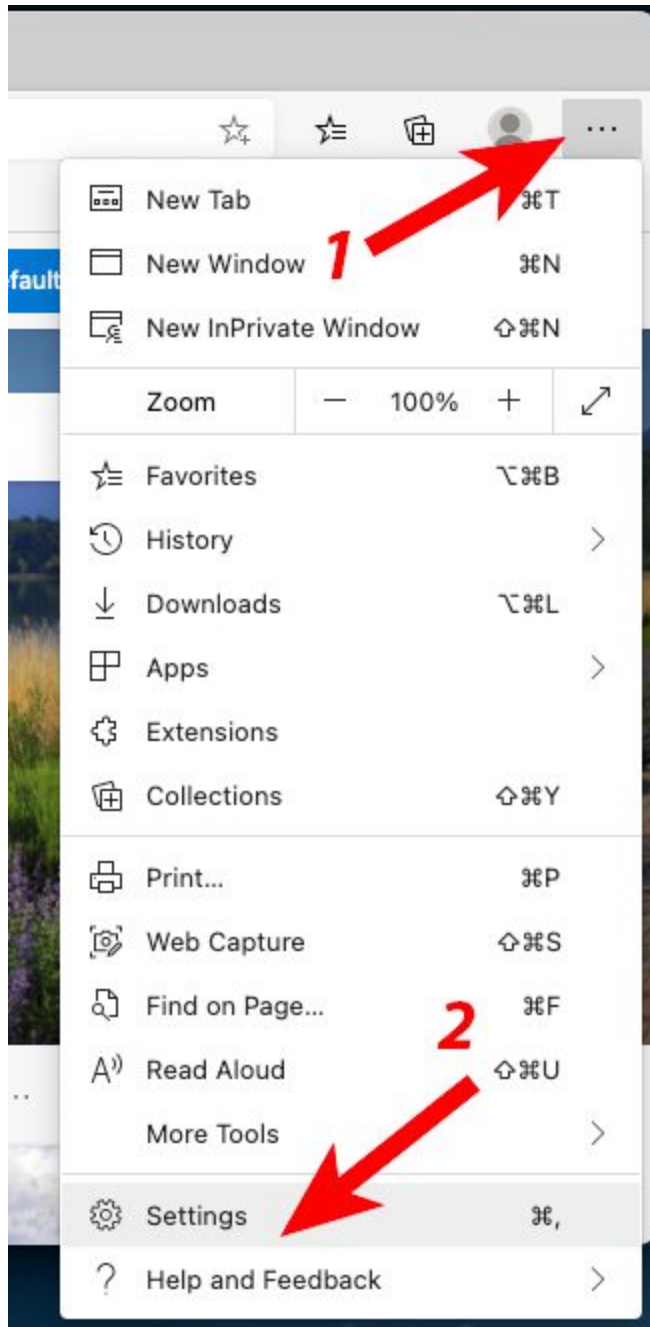 1
New Tab ⌘T
fault
New Window ⌘N
New InPrivate Window ⇧⌘N
Zoom — 100% +
Favorites ⌥⌘B
History
Downloads ⌥⌘L
Apps
Extensions
Collections ⇧⌘Y
Print... ⌘P
Web Capture ⇧⌘S
Find on Page... ⌘F
2
Read Aloud ⇧⌘U
More Tools
Settings ⌘,
Help and Feedback